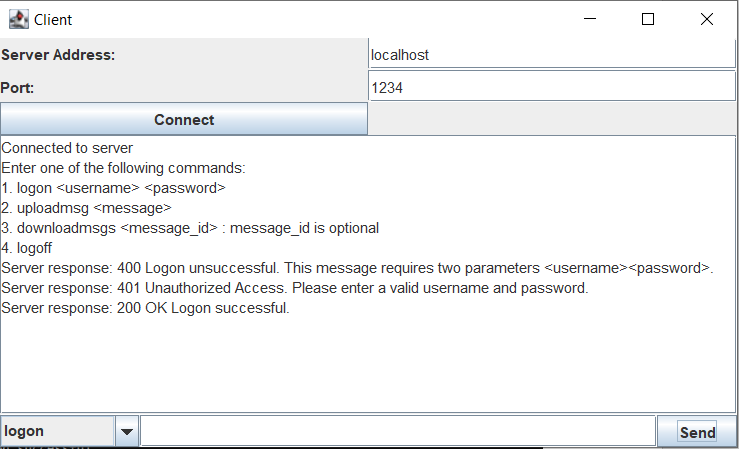 Client
Server Address: localhost
Port: 1234
Connect
Connected to server
Enter one of the following commands:
1. logon <username> <password>
2. uploadmsg <message>
3. downloadmsgs <message_id> : message_id is optional
4. logoff
Server response: 400 Logon unsuccessful. This message requires two parameters <username><password>.
Server response: 401 Unauthorized Access. Please enter a valid username and password.
Server response: 200 OK Logon successful.
logon Send